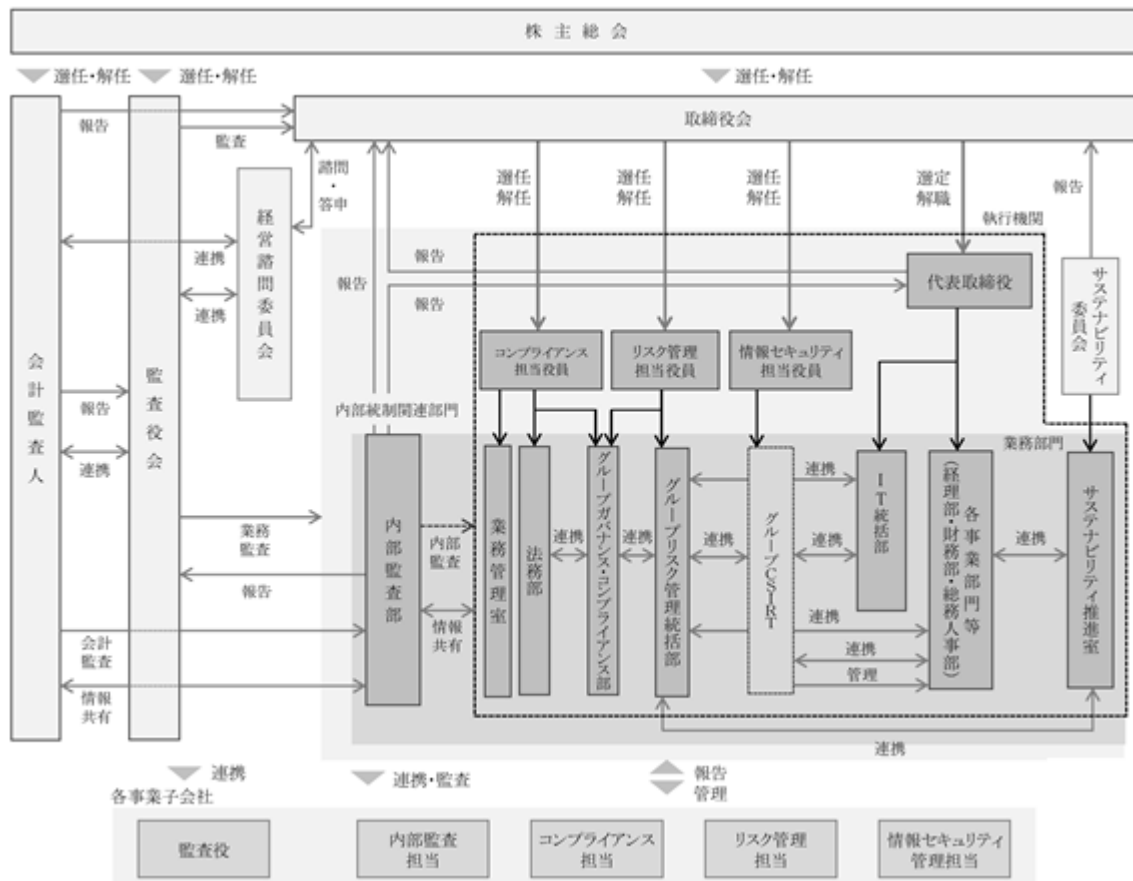 株主総会
選任・解任
選任・解任
選任・解任
取締役会
報告
監査
諮問
・
答申
選任
解任
選任
解任
選任
解任
選定
解職
報告
執行機関
経営諮問委員会
連携
連携
報告
報告
報告
代表取締役
サステナビリティ
委員会
コンプライアンス
担当役員
リスク管理
担当役員
情報セキュリティ
担当役員
会計監査人
監査役会
報告
連携
内部統制関連部門
業務部門
内部監査部
業務管理室
法務部
グループガバナンス・コンプライアンス部
グループリスク管理統括部
グループCSIRT
IT統括部
各事業部門等
(経理部・財務部・総務人事部)
サステナビリティ推進室
連携
業務
監査
内部
監査
連携
連携
連携
連携
連携
報告
情報
共有
連携
会計
監査
連携
管理
情報
共有
連携
連携
連携・監査
報告
管理
各事業子会社
監査役
内部監査
担当
コンプライアンス
担当
リスク管理
担当
情報セキュリティ
管理担当